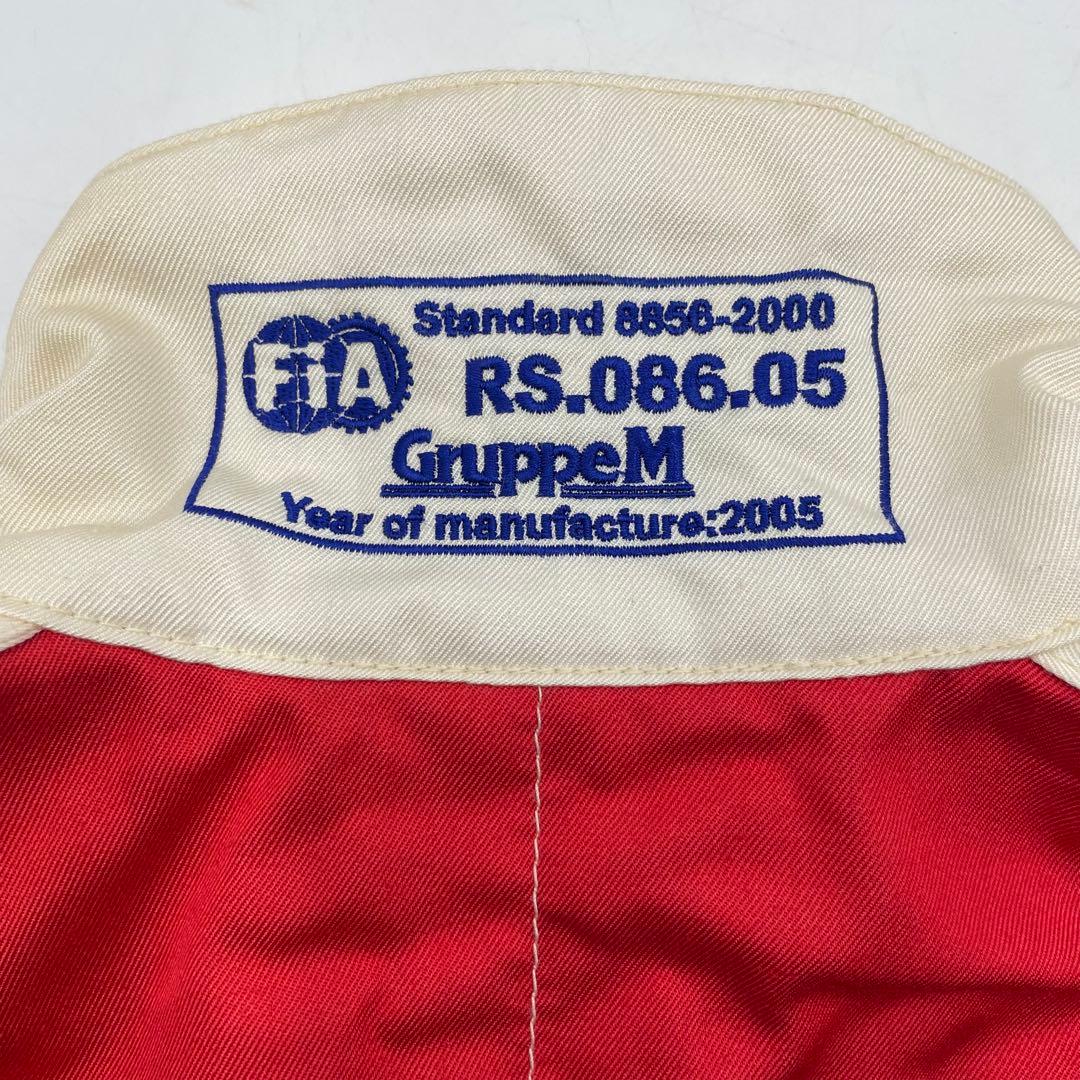 Standard 8856-2000
FIA
RS.086.05
GruppeM
Year of manufacture:2005